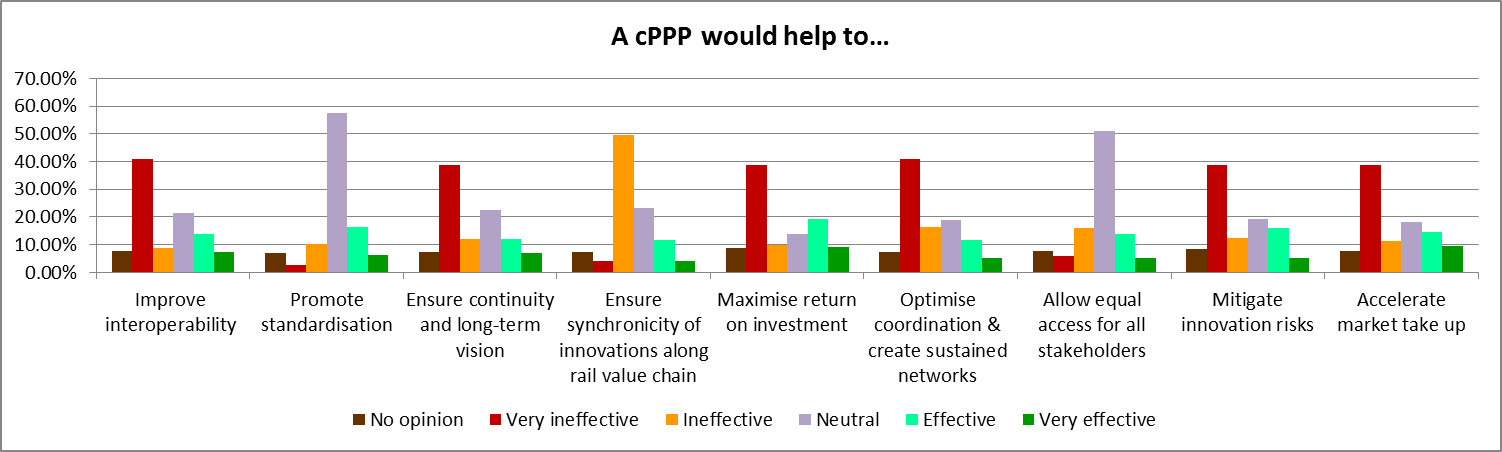 A cPPP would help to...
70.00%
60.00%
50.00%
40.00%
30.00%
20.00%
10.00%
0.00%
Improve
interoperability
Promote
standardisation
Ensure continuity
and long-term
vision
Ensure
synchronicity of
innovations along
rail value chain
Maximise return
on investment
Optimise
coordination &
create sustained
networks
Allow equal
access for all
stakeholders
Mitigate
innovation risks
Accelerate
market take up
No opinion
Very ineffective
Ineffective
Neutral
Effective
Very effective